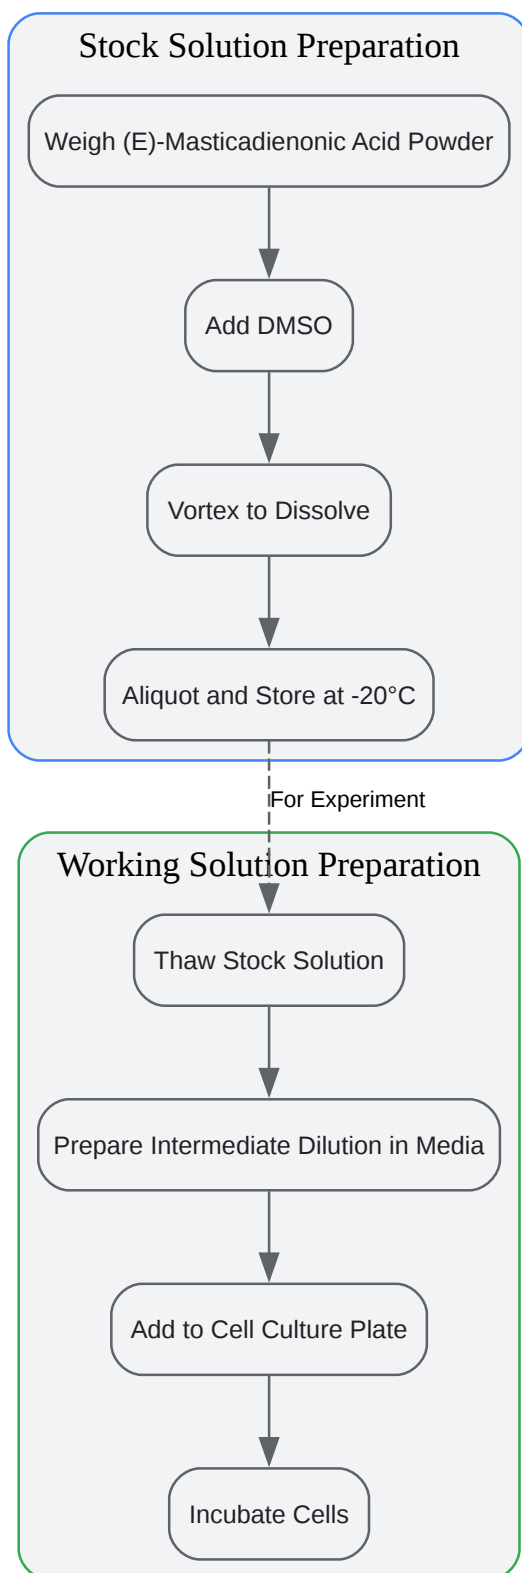 Stock Solution Preparation
Weigh (E)-Masticadienonic Acid Powder
Add DMSO
Vortex to Dissolve
Aliquot and Store at -20°C
For Experiment
Working Solution Preparation
Thaw Stock Solution
Prepare Intermediate Dilution in Media
Add to Cell Culture Plate
Incubate Cells